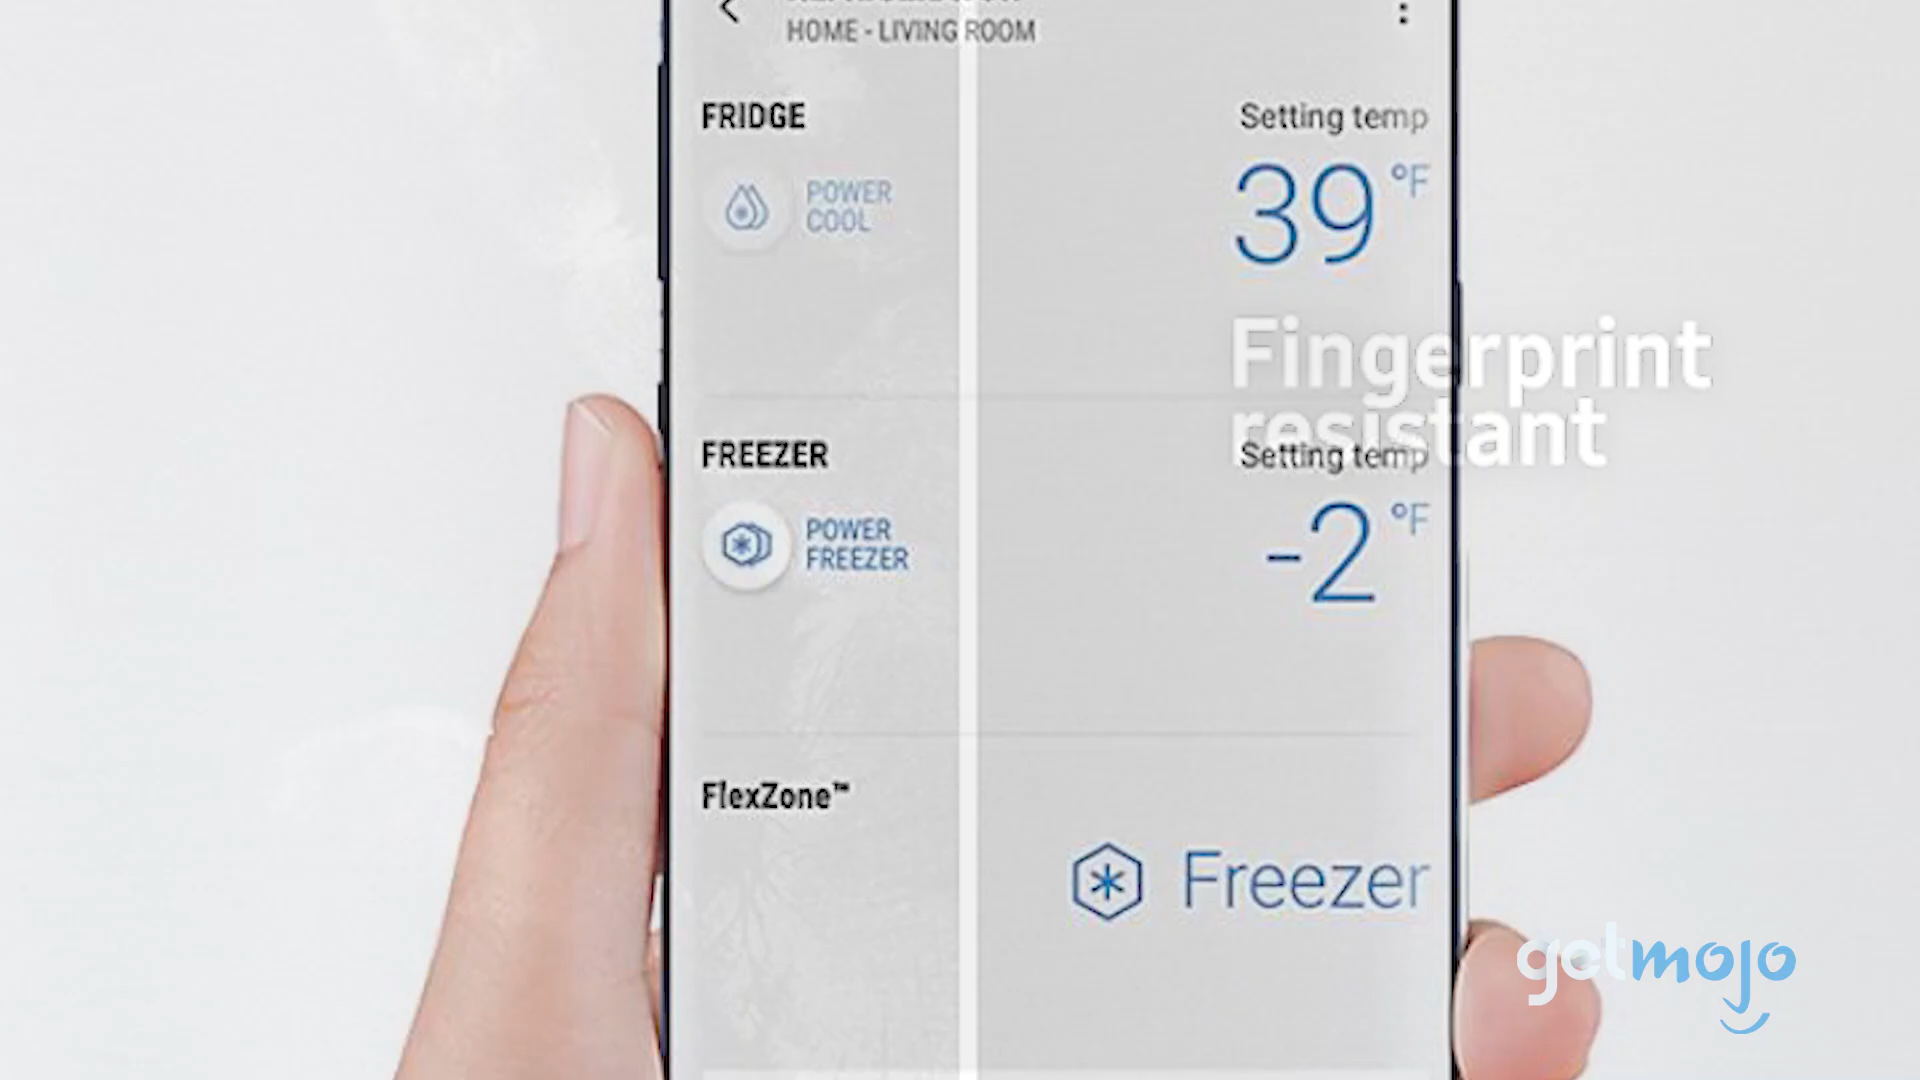 HOME - LIVING ROOM
FRIDGE
Setting temp
POWER
COOL
39 °F
Fingerprint
resistant
FREEZER
Setting temp
POWER
FREEZER
-2 °F
FlexZone™
Freezer
getmojo